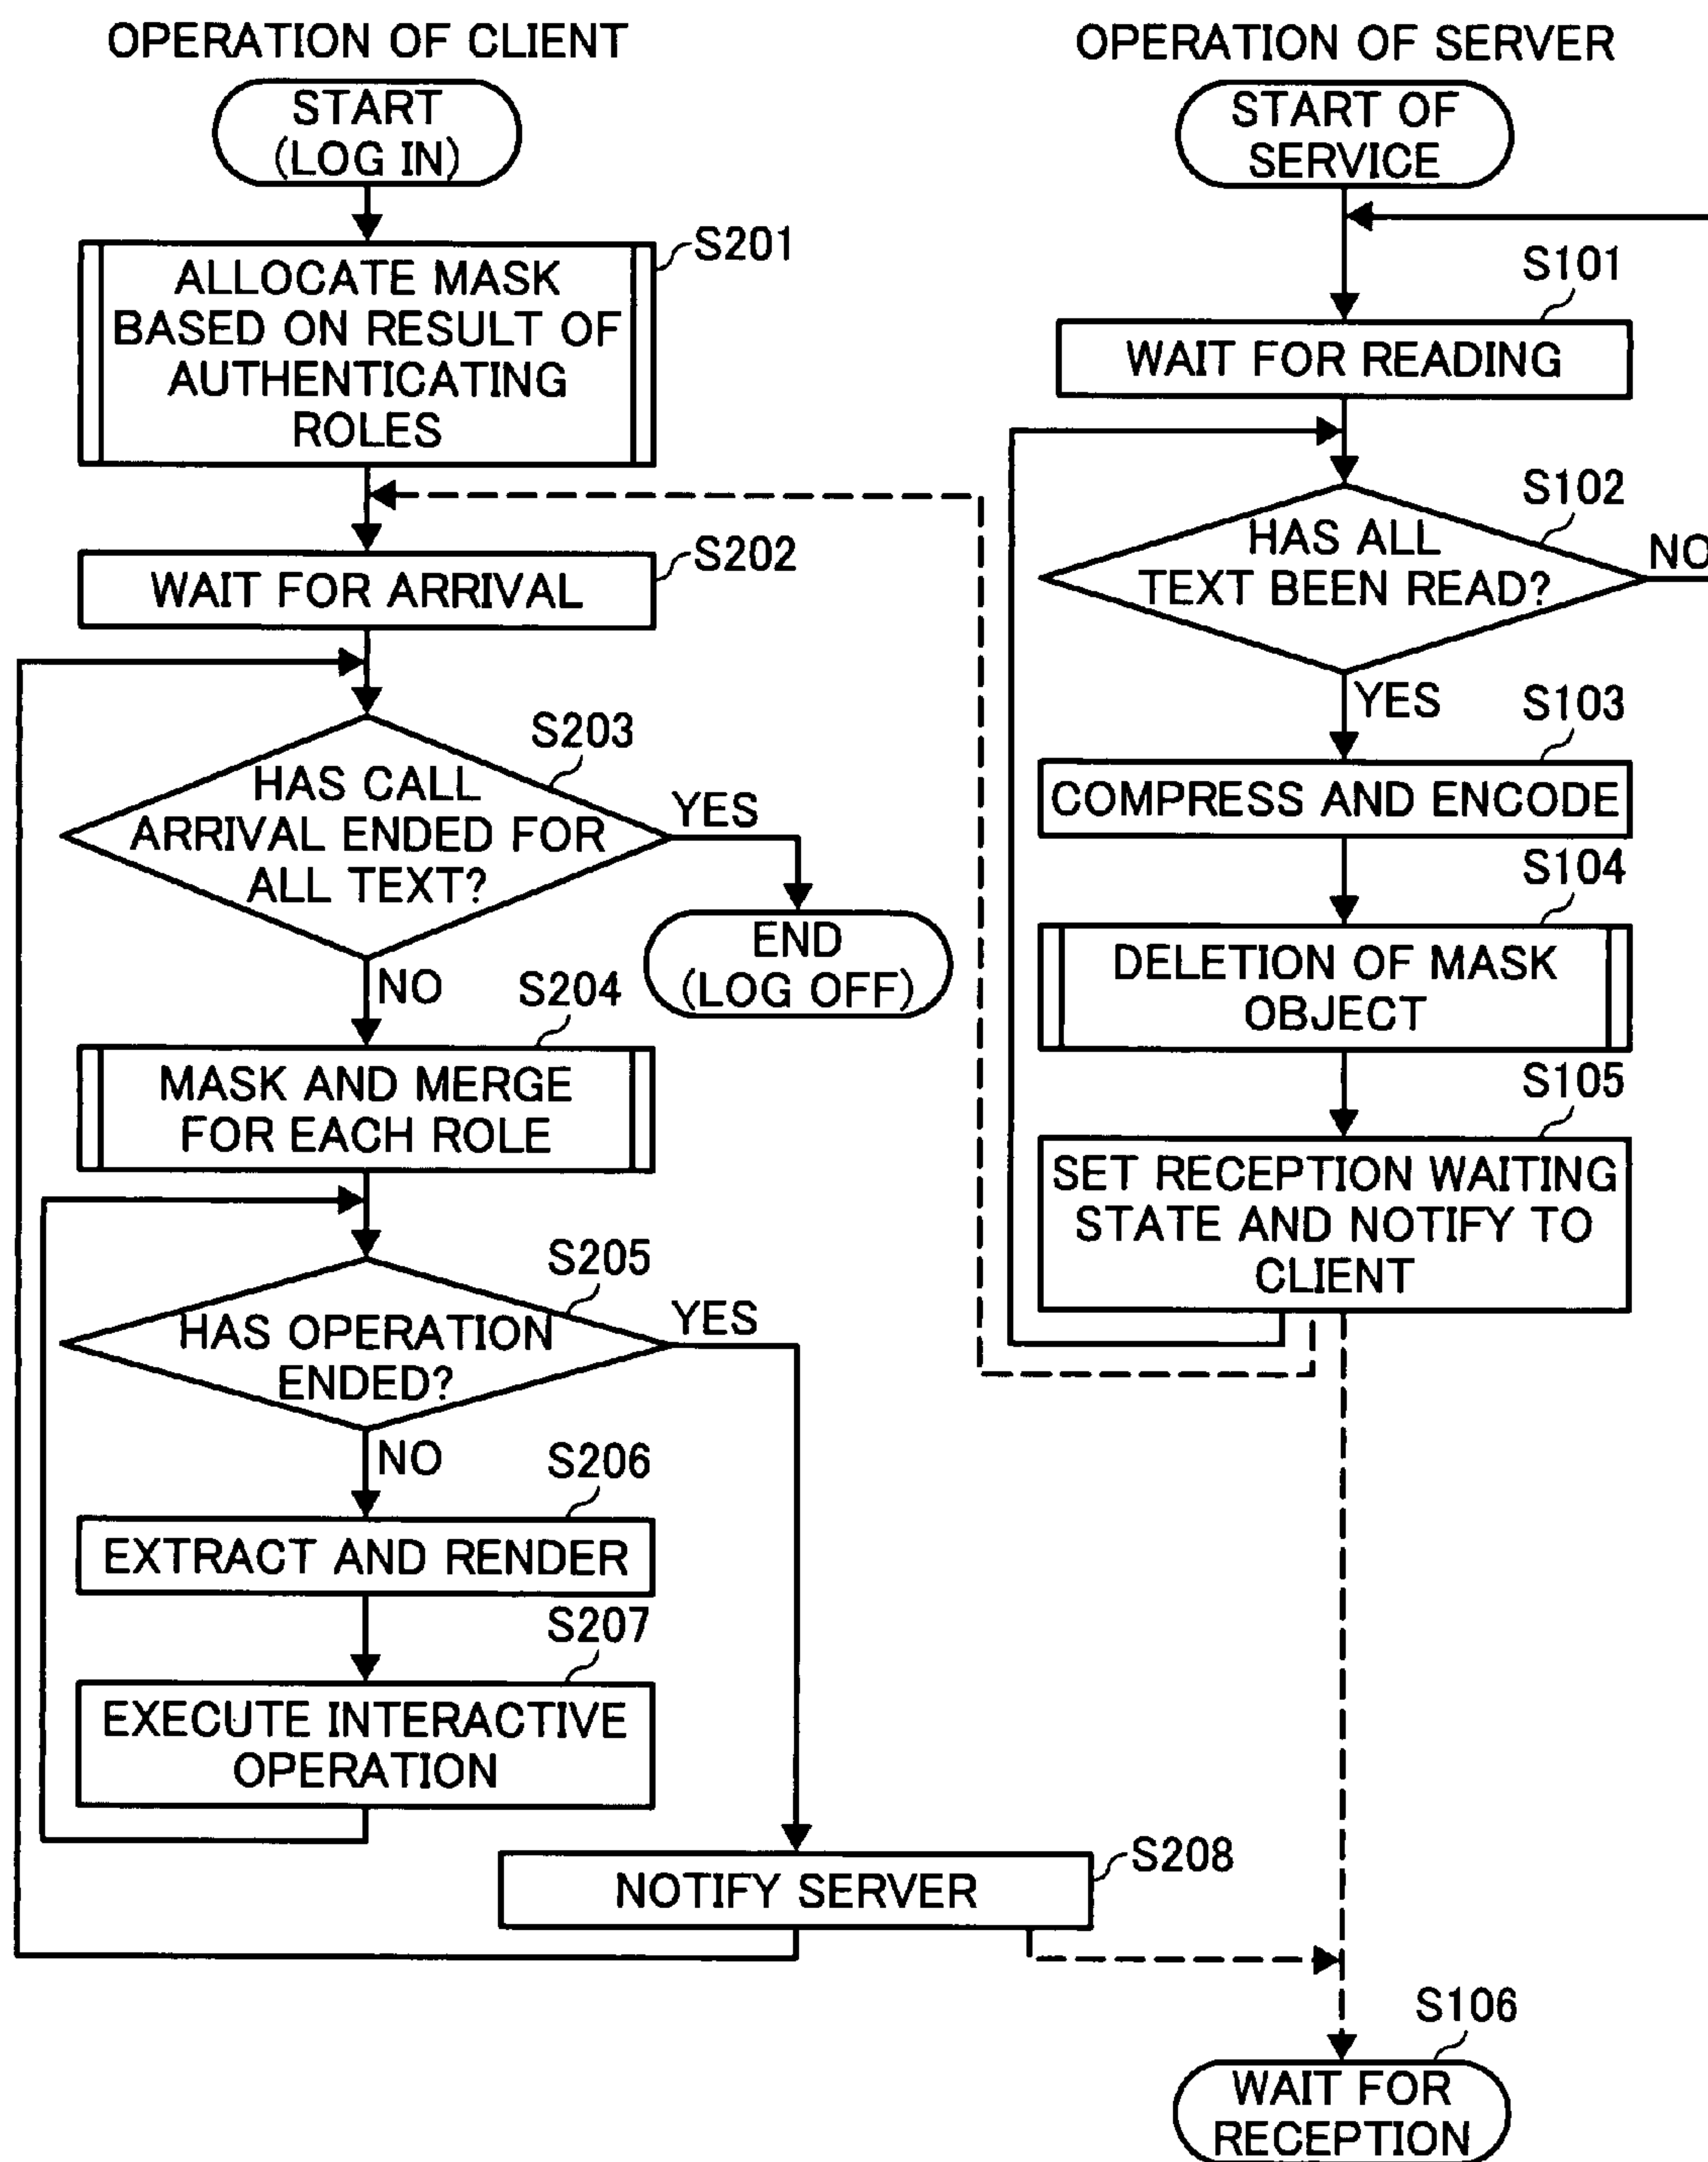 OPERATION OF CLIENT
START
(LOG IN)
S201
ALLOCATE MASK
BASED ON RESULT OF
AUTHENTICATING
ROLES
S202
WAIT FOR ARRIVAL
S203
HAS CALL
ARRIVAL ENDED FOR
ALL TEXT?
YES
END
(LOG OFF)
NO
S204
MASK AND MERGE
FOR EACH ROLE
S205
HAS OPERATION
ENDED?
YES
NO
S206
EXTRACT AND RENDER
S207
EXECUTE INTERACTIVE
OPERATION
S208
NOTIFY SERVER
OPERATION OF SERVER
START OF
SERVICE
S101
WAIT FOR READING
S102
HAS ALL
TEXT BEEN READ?
NO
YES
S103
COMPRESS AND ENCODE
S104
DELETION OF MASK
OBJECT
S105
SET RECEPTION WAITING
STATE AND NOTIFY TO
CLIENT
S106
WAIT FOR
RECEPTION